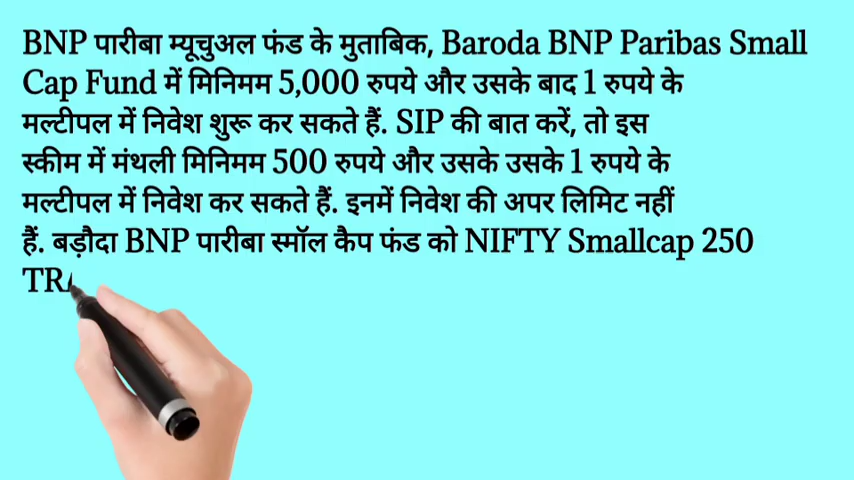 BNP पारीबा म्यूचुअल फंड के मुताबिक, Baroda BNP Paribas Small
Cap Fund में मिनिमम 5,000 रुपये और उसके बाद 1 रुपये के
मल्टीपल में निवेश शुरू कर सकते हैं. SIP की बात करें, तो इस
स्कीम में मंथली मिनिमम 500 रुपये और उसके उसके 1 रुपये के
मल्टीपल में निवेश कर सकते हैं. इनमें निवेश की अपर लिमिट नहीं
हैं. बड़ौदा BNP पारीबा स्मॉल कैप फंड को NIFTY Smallcap 250